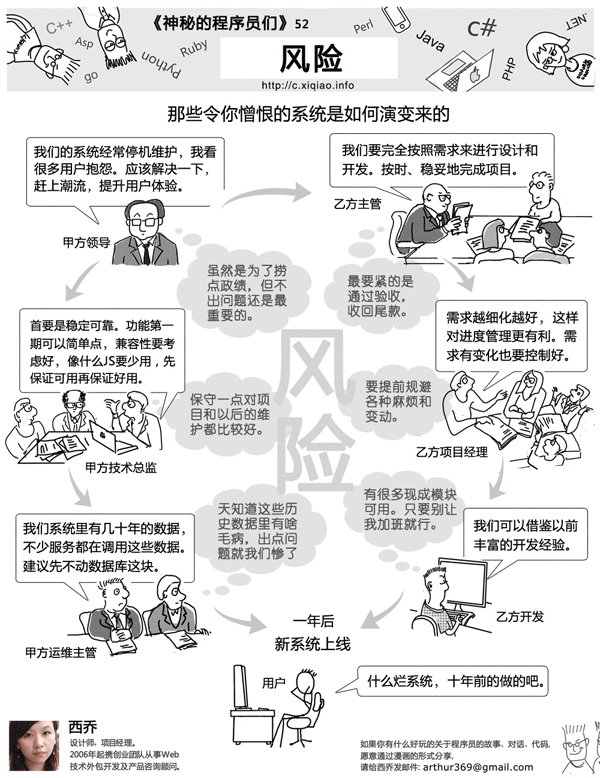 《神秘的程序员们》52
风险
http://c.xiqiao.info
C++
Asp
go
python
Ruby
Perl
Java
C#
PHP
.NET
那些令你憎恨的系统是如何演变来的
我们的系统经常停机维护，我看
很多用户抱怨。应该解决一下，
赶上潮流，提升用户体验。
甲方领导
我们要完全按照需求来进行设计和
开发。按时、稳妥地完成项目。
乙方主管
虽然是为了捞
点政绩，但不
出问题还是最
重要的。
最要紧的是
通过验收，
收回尾款。
首要是稳定可靠。功能第一
期可以简单点，兼容性要考
虑好，像什么JS要少用，先
保证可用再保证好用。
甲方技术总监
需求越细化越好，这样
对进度管理更有利。需
求有变化也要控制好。
乙方项目经理
风险
保守一点对项
目和以后的维
护都比较好。
要提前规避
各种麻烦和
变动。
我们系统里有几十年的数据，
不少服务都在调用这些数据。
建议先不动数据库这块。
甲方运维主管
天知道这些历
史数据里有啥
毛病，出点问
题就我们惨了
有很多现成模块
可用。只要别让
我加班就行。
我们可以借鉴以前
丰富的开发经验。
乙方开发
一年后
新系统上线
用户
什么烂系统，十年前的做的吧。
西乔
设计师，项目经理。
2006年起携创业团队从事Web
技术外包开发及产品咨询顾问。
如果你有什么好玩的关于程序员的故事、对话、代码，
愿意通过漫画的形式分享，
请给西乔发邮件: arthur369@gmail.com